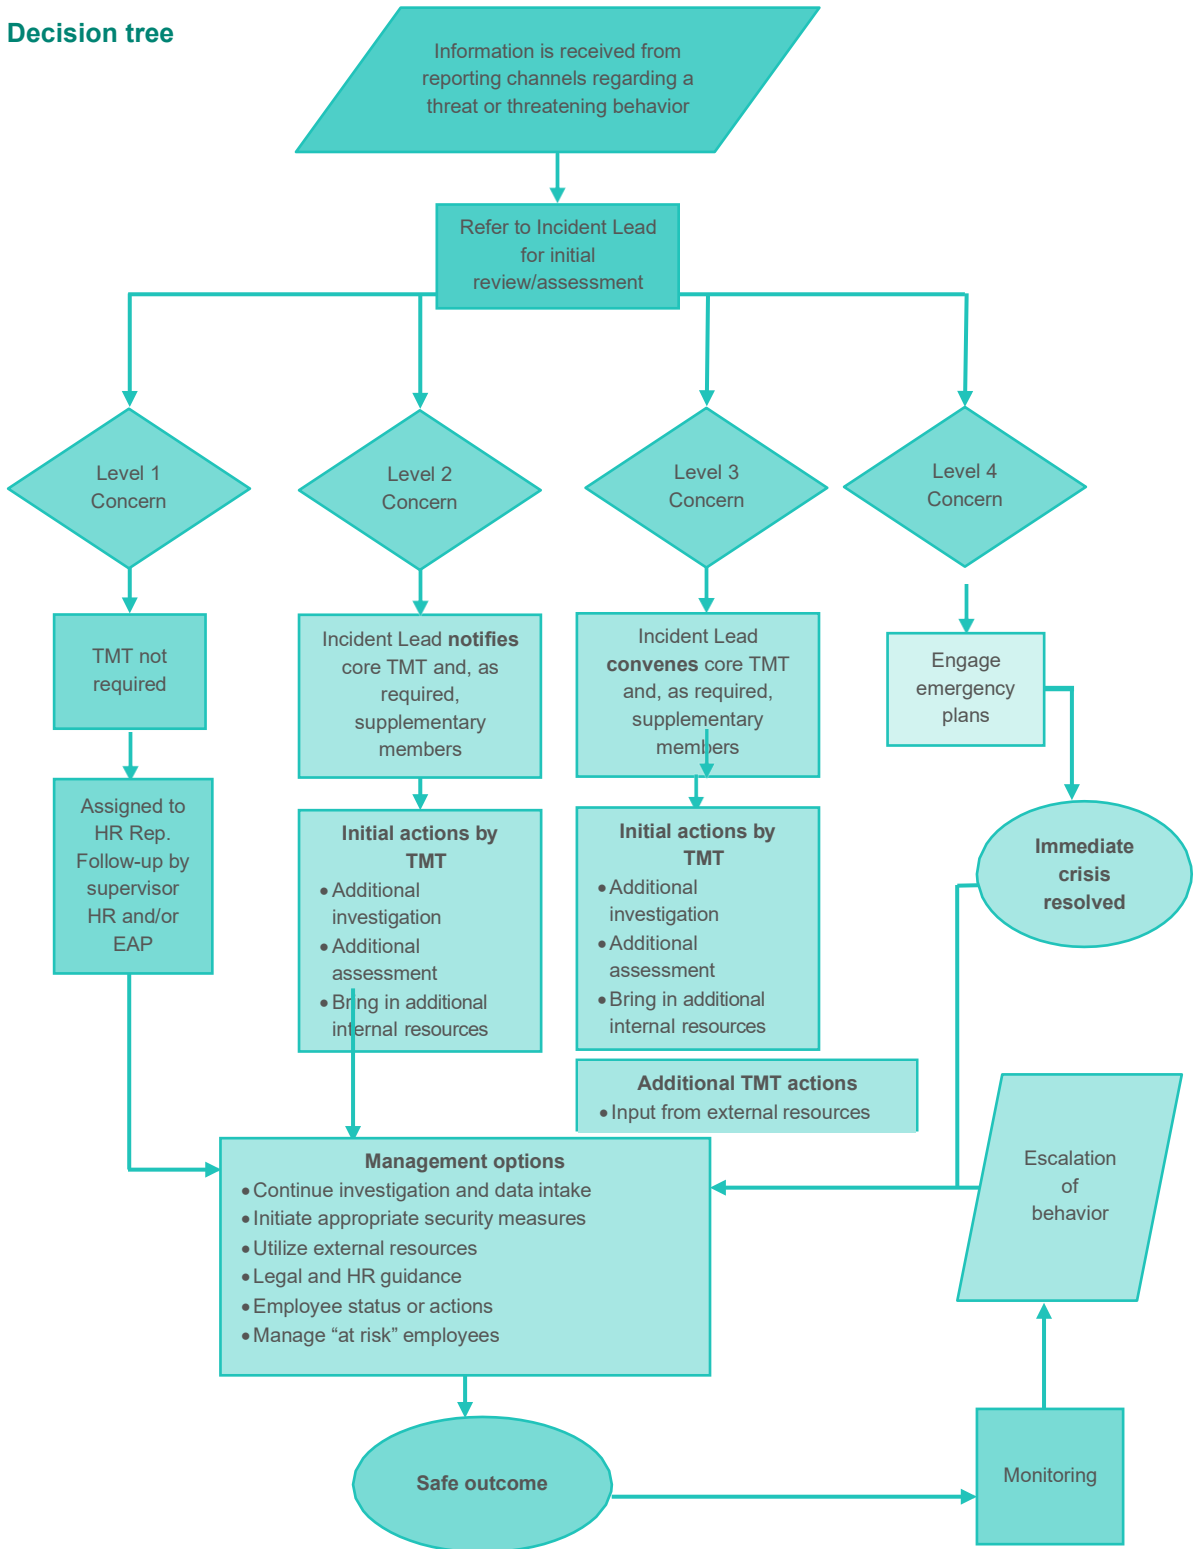 Decision tree
Information is received from
reporting channels regarding a
threat or threatening behavior
Refer to Incident Lead
for initial
review/assessment
Level 1
Concern
Level 2
Concern
Level 3
Concern
Level 4
Concern
TMT not
required
Incident Lead notifies
core TMT and, as
required,
supplementary
members
Incident Lead
convenes core TMT
and, as required,
supplementary
members
Engage
emergency
plans
Assigned to
HR Rep.
Follow-up by
supervisor
HR and/or
EAP
Initial actions by
TMT
• Additional
investigation
• Additional
assessment
• Bring in additional
internal resources
Initial actions by
TMT
• Additional
investigation
• Additional
assessment
• Bring in additional
internal resources
Immediate
crisis
resolved
Additional TMT actions
• Input from external resources
Management options
• Continue investigation and data intake
• Initiate appropriate security measures
• Utilize external resources
• Legal and HR guidance
• Employee status or actions
• Manage “at risk” employees
Escalation
of
behavior
Safe outcome
Monitoring